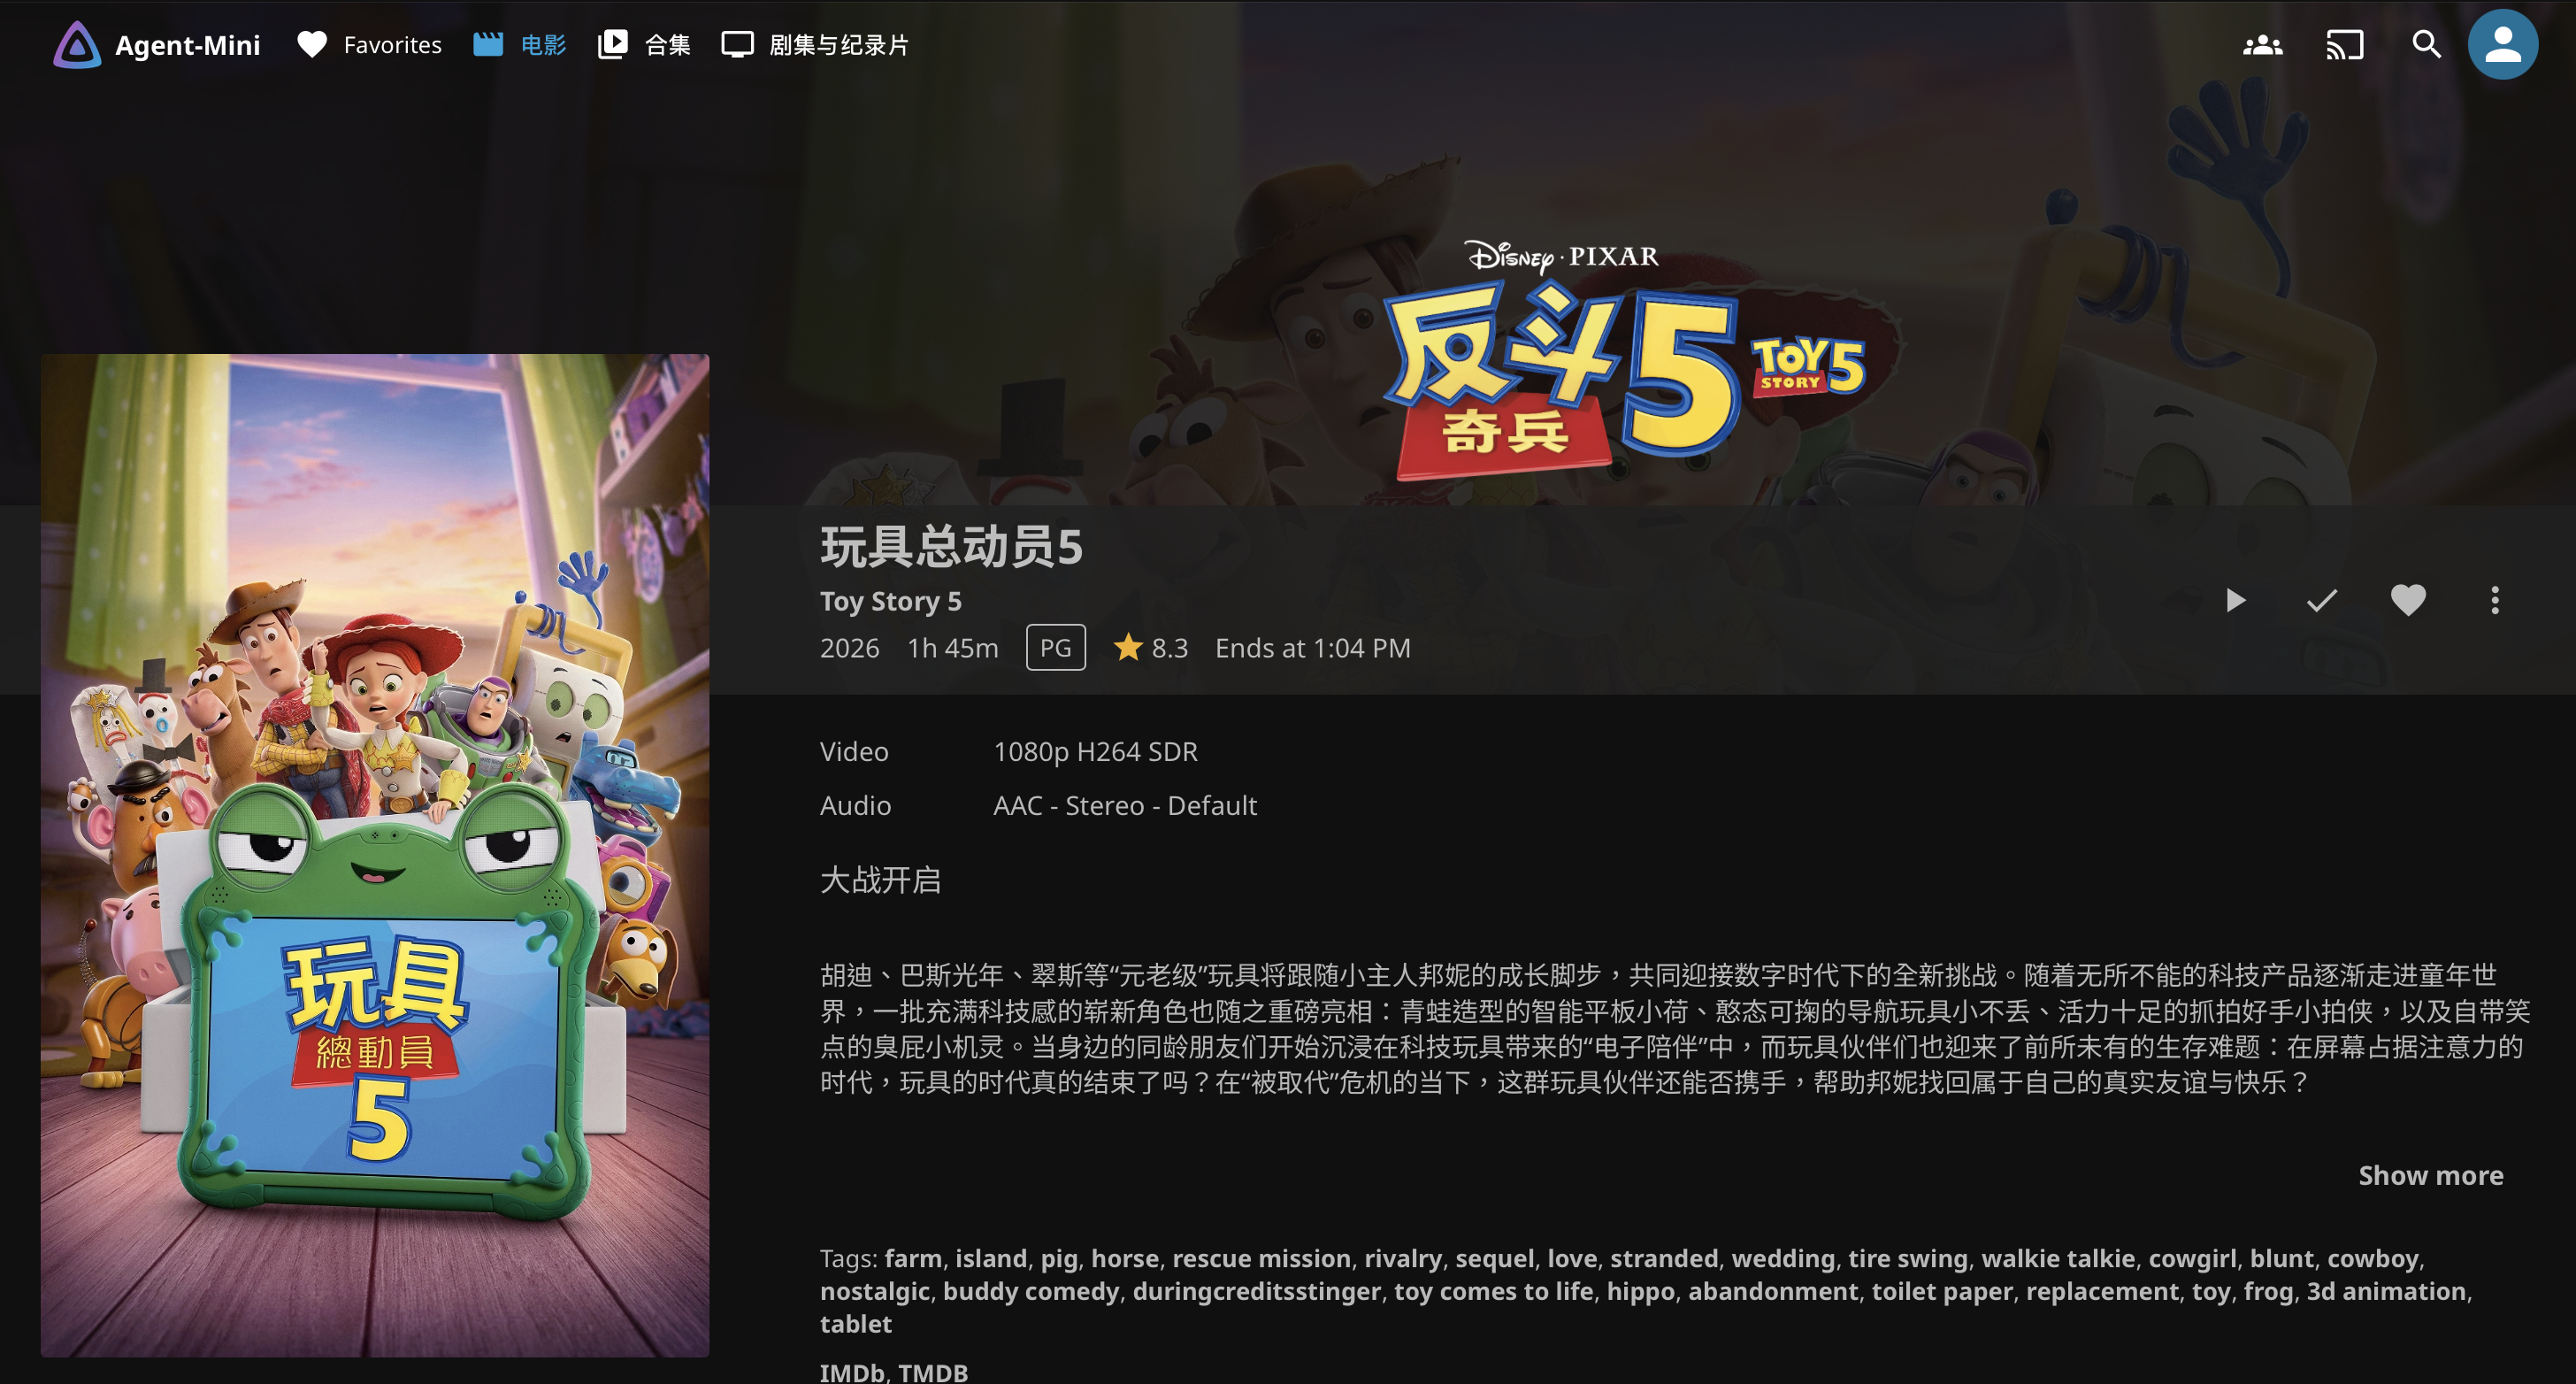 Agent-Mini Favorites 电影 合集 剧集与纪录片
Disney · PIXAR
反斗5
奇兵
TOY 5
STORY
玩具总动员5
Toy Story 5
2026 1h 45m PG 8.3 Ends at 1:04 PM
Video 1080p H264 SDR
Audio AAC - Stereo - Default
大战开启
胡迪、巴斯光年、翠斯等“元老级”玩具将跟随小主人邦妮的成长脚步，共同迎接数字时代下的全新挑战。随着无所不能的科技产品逐渐走进童年世
界，一批充满科技感的崭新角色也随之重磅亮相：青蛙造型的智能平板小荷、憨态可掬的导航玩具小不丢、活力十足的抓拍好手小拍侠，以及自带笑
点的臭屁小机灵。当身边的同龄朋友们开始沉浸在科技玩具带来的“电子陪伴”中，而玩具伙伴们也迎来了前所未有的生存难题：在屏幕占据注意力的
时代，玩具的时代真的结束了吗？在“被取代”危机的当下，这群玩具伙伴还能否携手，帮助邦妮找回属于自己的真实友谊与快乐？
Show more
Tags: farm, island, pig, horse, rescue mission, rivalry, sequel, love, stranded, wedding, tire swing, walkie talkie, cowgirl, blunt, cowboy,
nostalgic, buddy comedy, duringcreditsstinger, toy comes to life, hippo, abandonment, toilet paper, replacement, toy, frog, 3d animation,
tablet
IMDb, TMDB
玩具
總動員
5